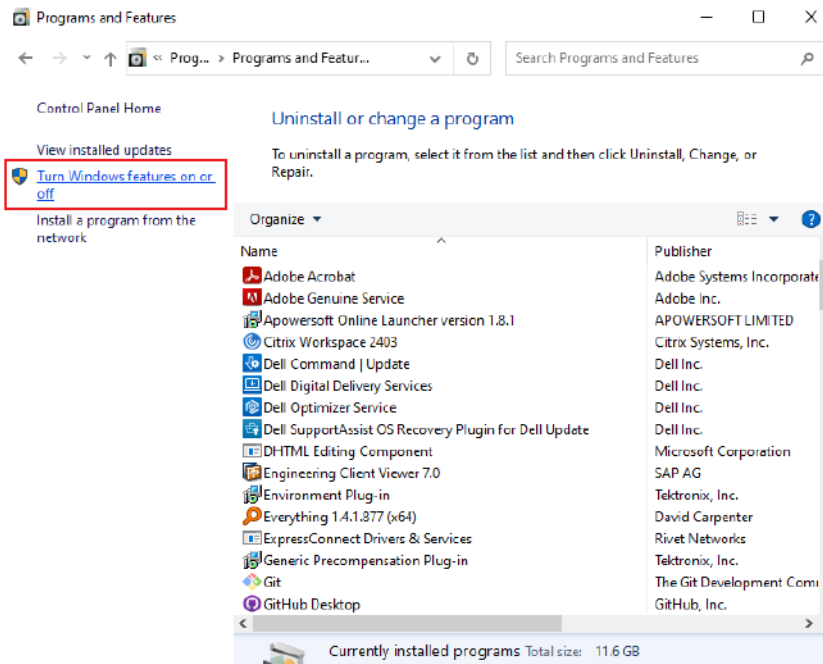 Programs and Features
« Prog... › Programs and Featur...
Search Programs and Features
Control Panel Home
View installed updates
Turn Windows features on or
off
Install a program from the
network
Uninstall or change a program
To uninstall a program, select it from the list and then click Uninstall, Change, or
Repair.
Organize
Name Publisher
Adobe Acrobat Adobe Systems Incorporate
Adobe Genuine Service Adobe Inc.
Apowersoft Online Launcher version 1.8.1 APOWERSOFT LIMITED
Citrix Workspace 2403 Citrix Systems, Inc.
Dell Command | Update Dell Inc.
Dell Digital Delivery Services Dell Inc.
Dell Optimizer Service Dell Inc.
Dell SupportAssist OS Recovery Plugin for Dell Update Dell Inc.
DHTML Editing Component Microsoft Corporation
Engineering Client Viewer 7.0 SAP AG
Environment Plug-in Tektronix, Inc.
Everything 1.4.1.877 (x64) David Carpenter
ExpressConnect Drivers & Services Rivet Networks
Generic Precompensation Plug-in Tektronix, Inc.
Git The Git Development Comi
GitHub Desktop GitHub, Inc.
Currently installed programs Total size: 11.6 GB